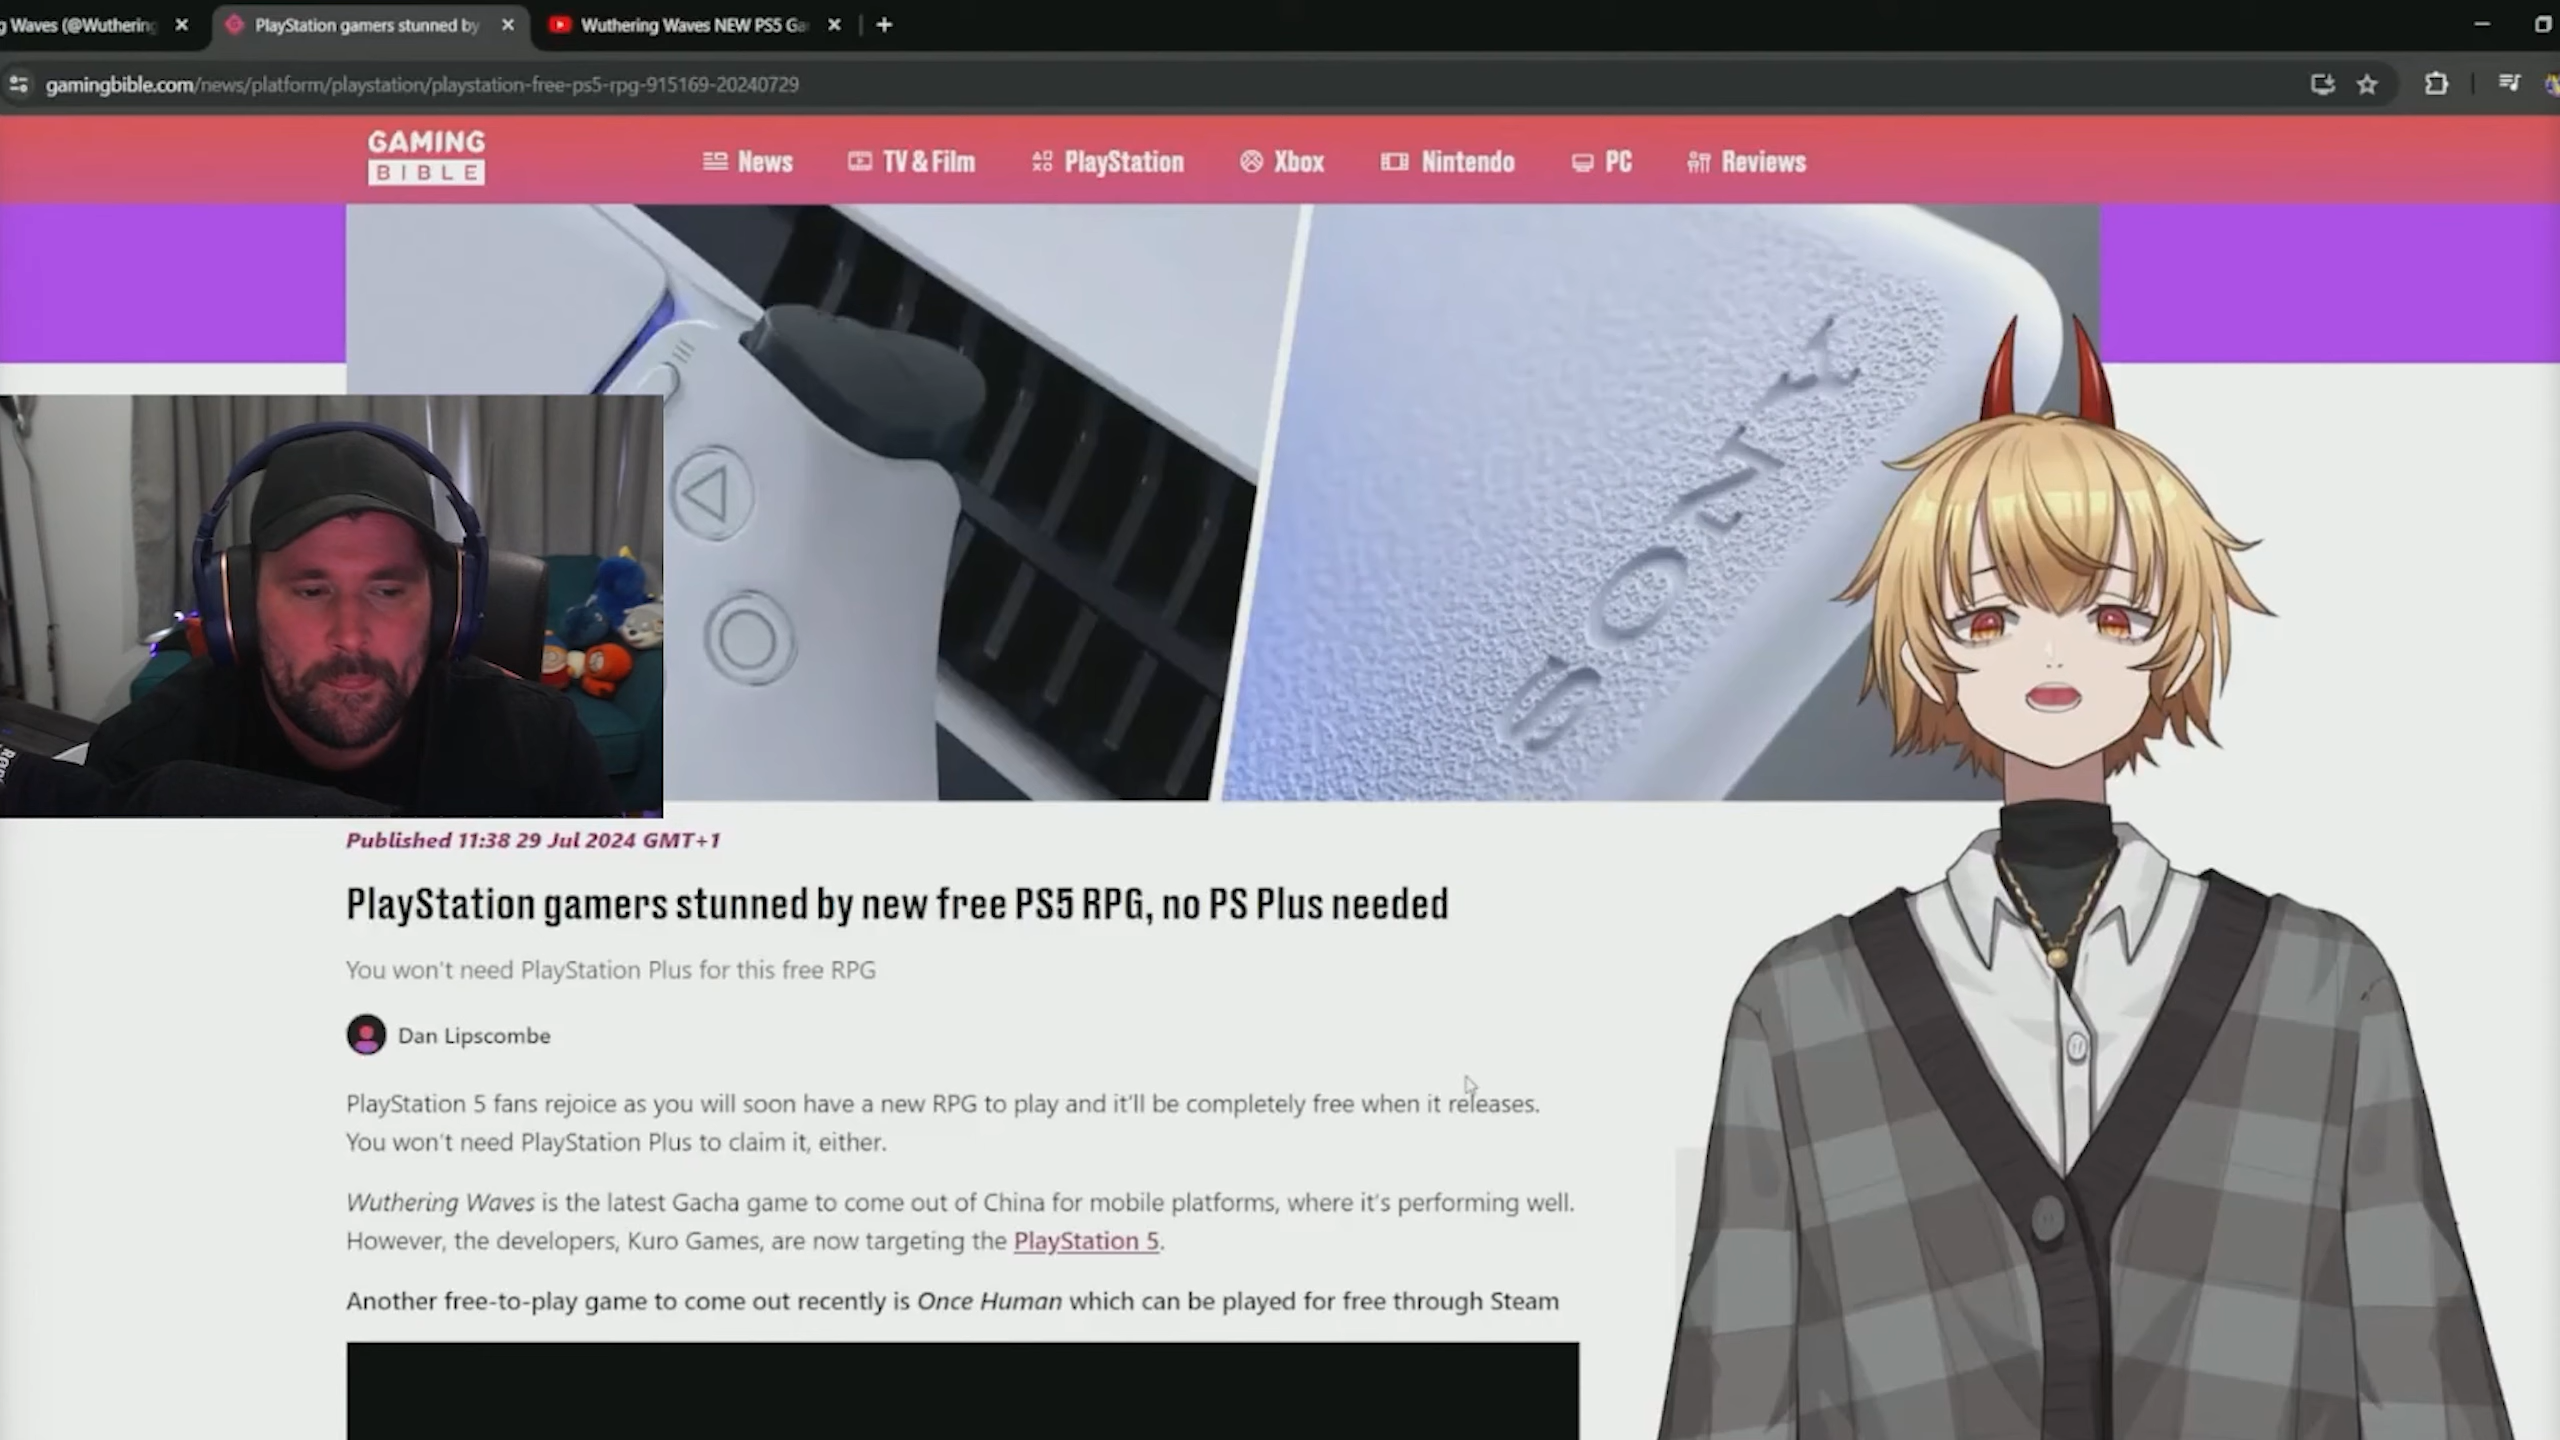 g Waves (@Wuthering
PlayStation gamers stunned by
Wuthering Waves NEW PS5 Ga
gamingbible.com/news/platform/playstation/playstation-free-ps5-rpg-915169-20240729
GAMING
BIBLE
News
TV & Film
PlayStation
Xbox
Nintendo
PC
Reviews
SONY
Published 11:38 29 Jul 2024 GMT+1
PlayStation gamers stunned by new free PS5 RPG, no PS Plus needed
You won't need PlayStation Plus for this free RPG
Dan Lipscombe
PlayStation 5 fans rejoice as you will soon have a new RPG to play and it'll be completely free when it releases.
You won't need PlayStation Plus to claim it, either.
Wuthering Waves is the latest Gacha game to come out of China for mobile platforms, where it's performing well.
However, the developers, Kuro Games, are now targeting the PlayStation 5.
Another free-to-play game to come out recently is Once Human which can be played for free through Steam